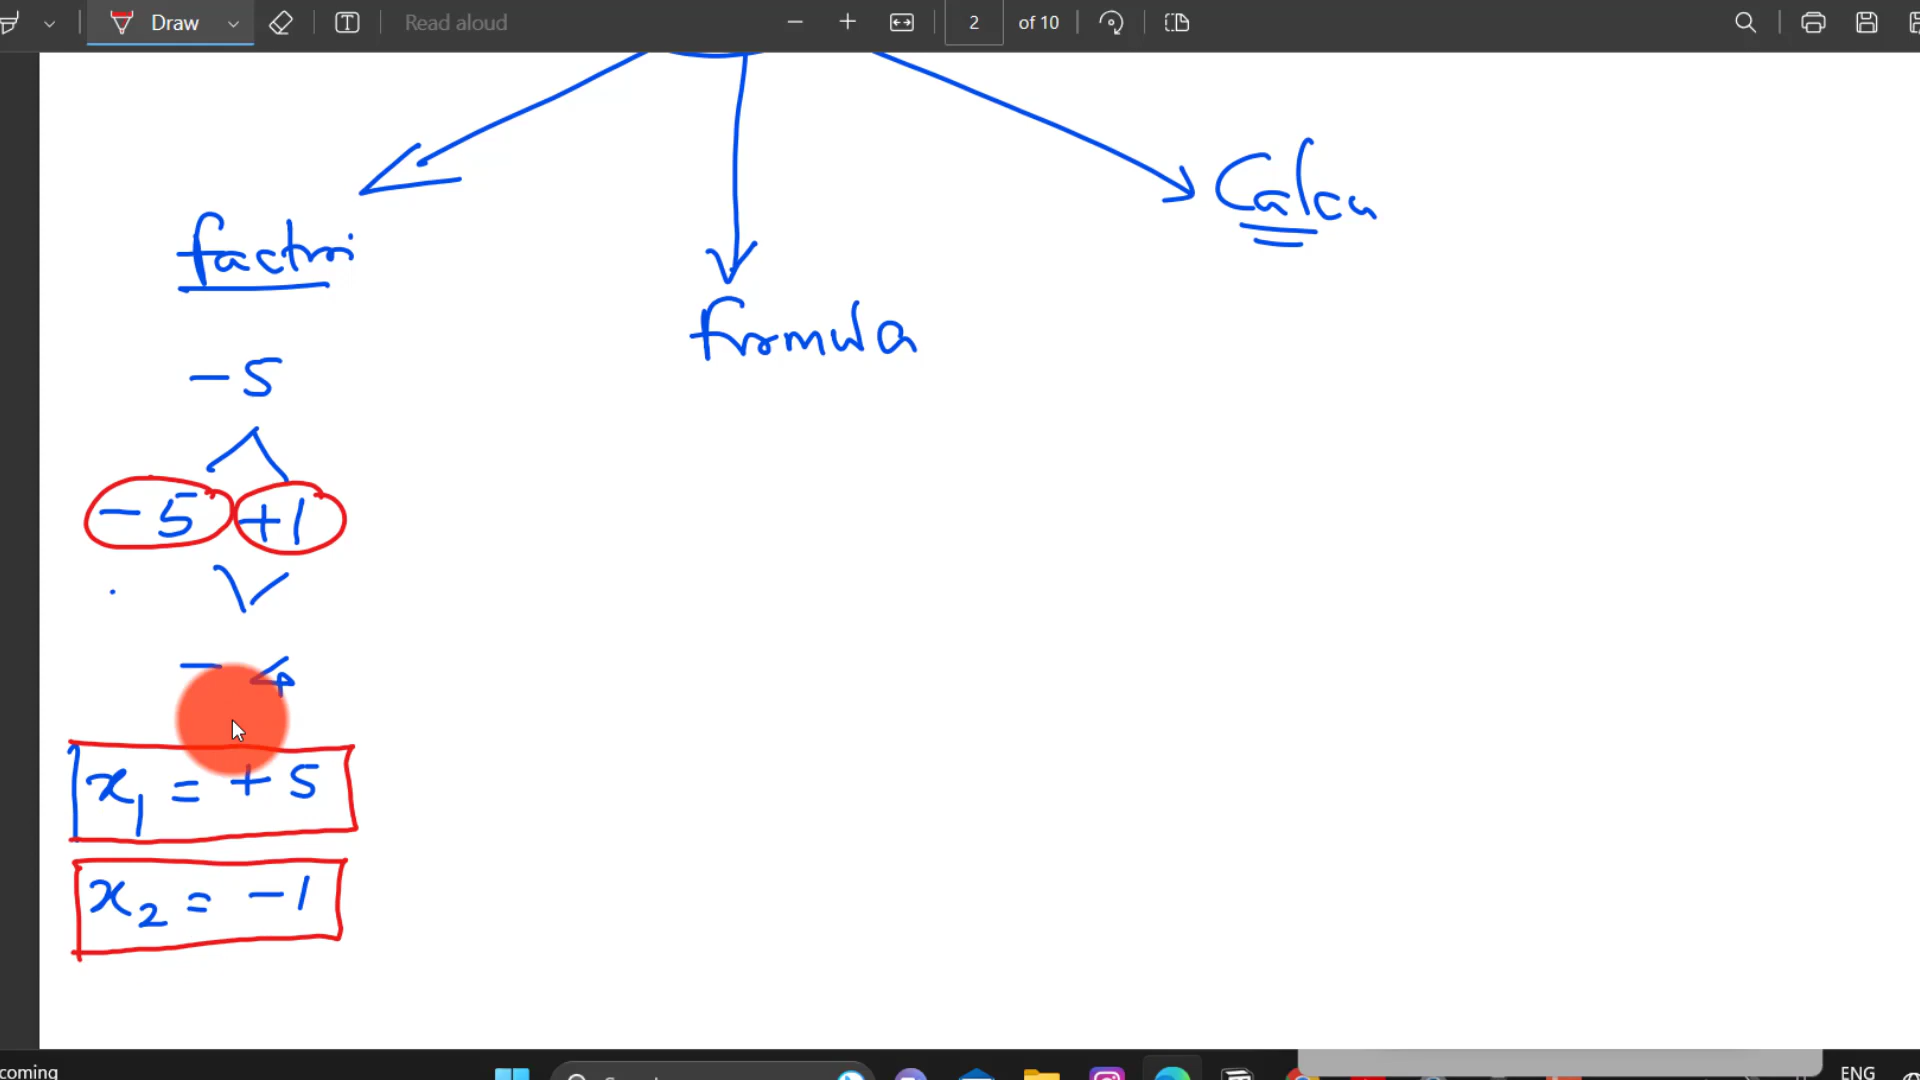 Draw
Read aloud
2 of 10
Calcu
factori
formula
-5
-5 +1
-4
x₁ = +5
x₂ = -1
coming
ENG